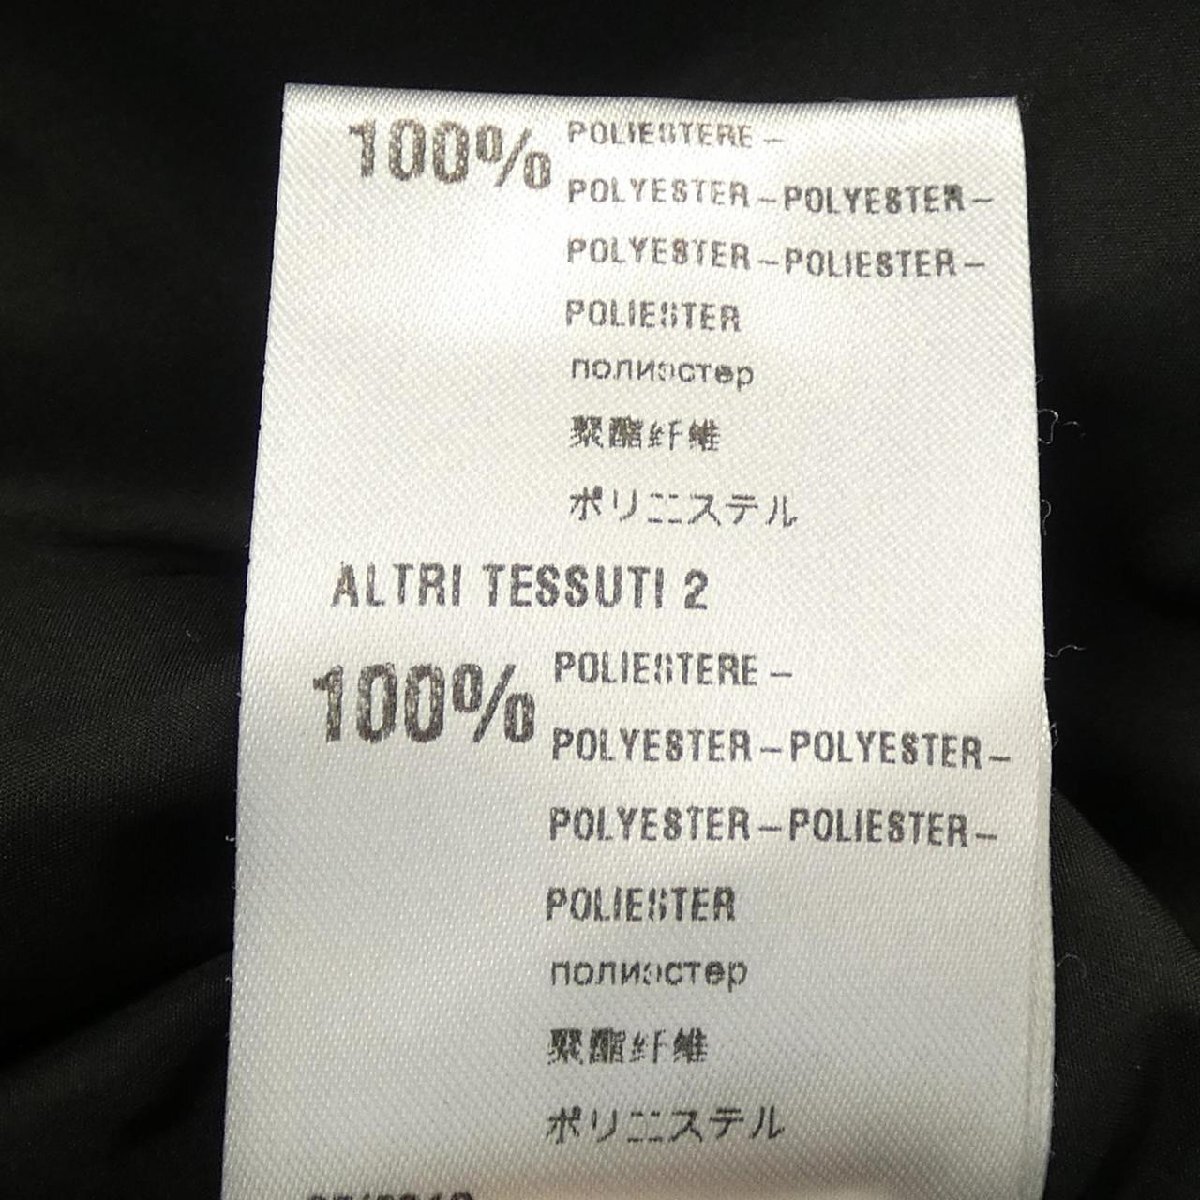 100% POLIESTERE –
POLYESTER – POLYESTER –
POLYESTER – POLIESTER –
POLIESTER
полиэстер
聚酯纤维
ポリエステル
ALTRI TESSUTI 2
100% POLIESTERE –
POLYESTER – POLYESTER –
POLYESTER – POLIESTER –
POLIESTER
полиэстер
聚酯纤维
ポリエステル